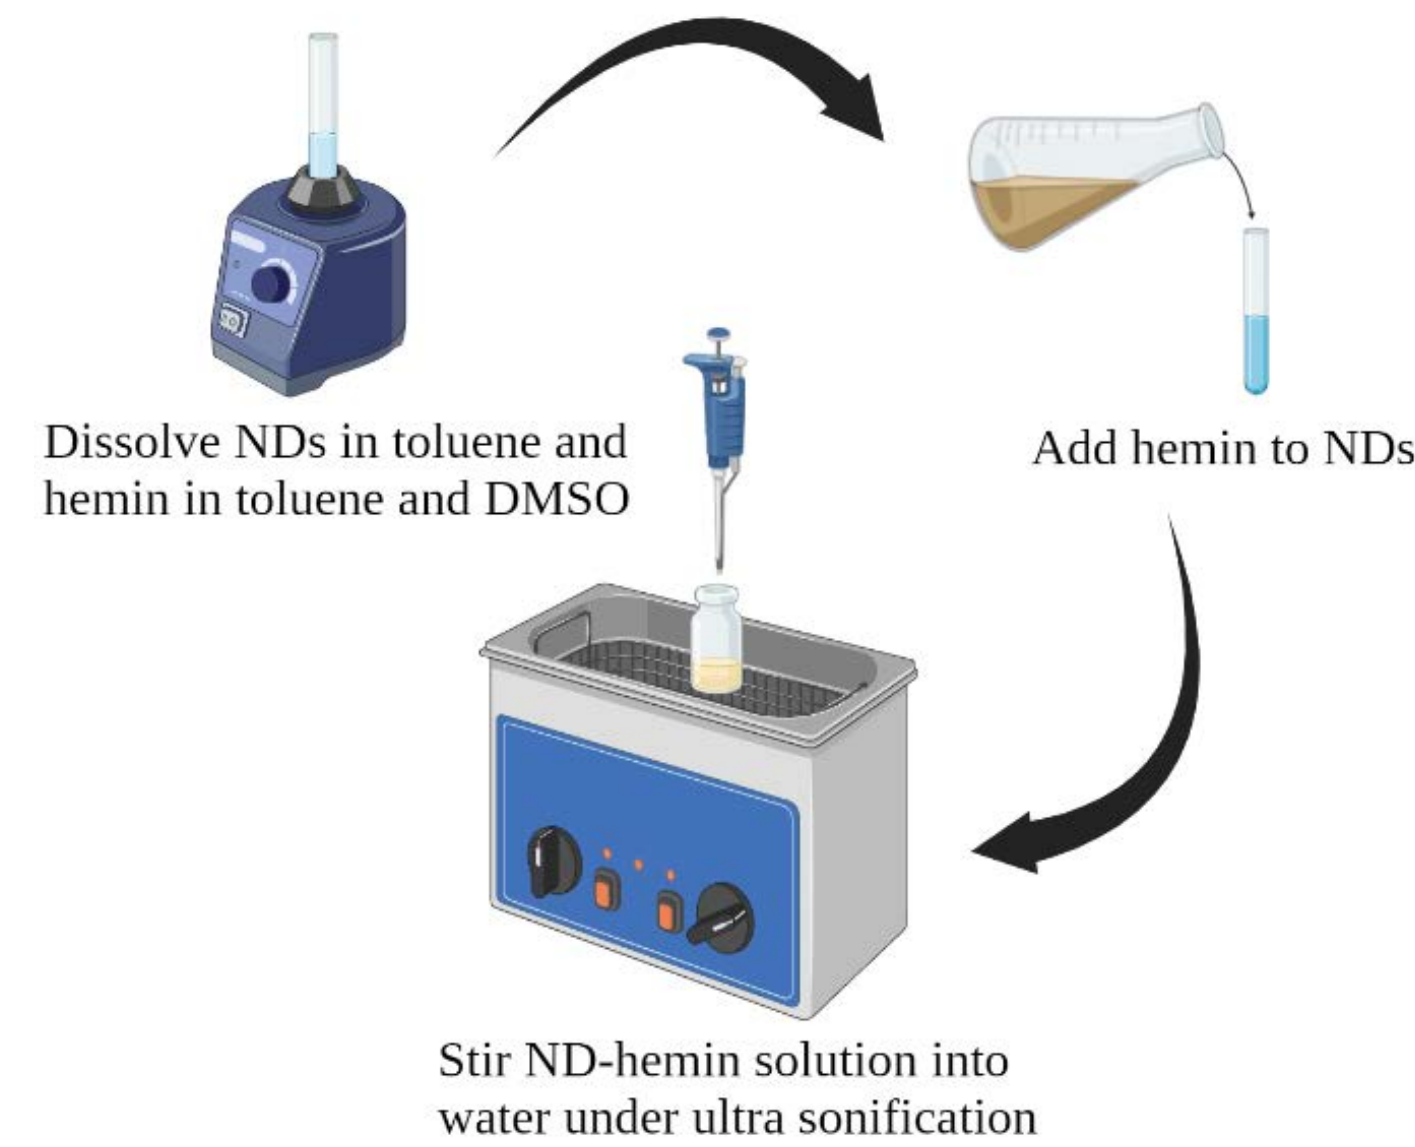 Dissolve NDs in toluene and
hemin in toluene and DMSO
Add hemin to NDs
Stir ND-hemin solution into
water under ultra sonification